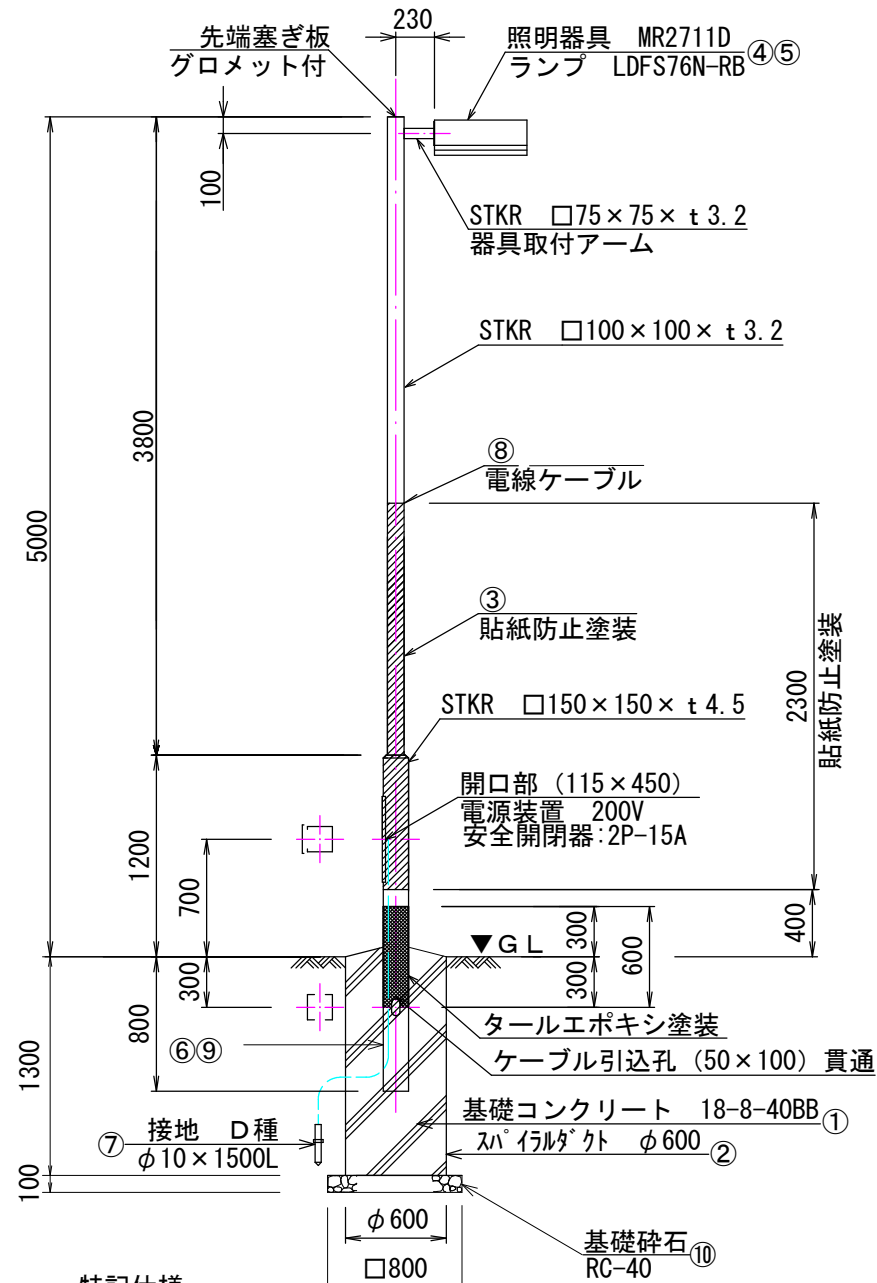 230
先端塞ぎ板
グロメット付
照明器具 MR2711D
ランプ LDFS76N-RB
④⑤
100
STKR □75×75×t3.2
器具取付アーム
STKR □100×100×t3.2
3800
5000
⑧
電線ケーブル
③
貼紙防止塗装
2300
貼紙防止塗装
STKR □150×150×t4.5
開口部 (115×450)
電源装置 200V
安全開閉器:2P-15A
1200
700
400
▼GL
300
600
300
300
800
タールエポキシ塗装
ケーブル引込孔 (50×100) 貫通
⑥⑨
1300
基礎コンクリート 18-8-40BB
①
スパイラルダクト φ600
②
⑦
接地 D種
φ10×1500L
100
φ600
□800
基礎砕石
RC-40
⑩